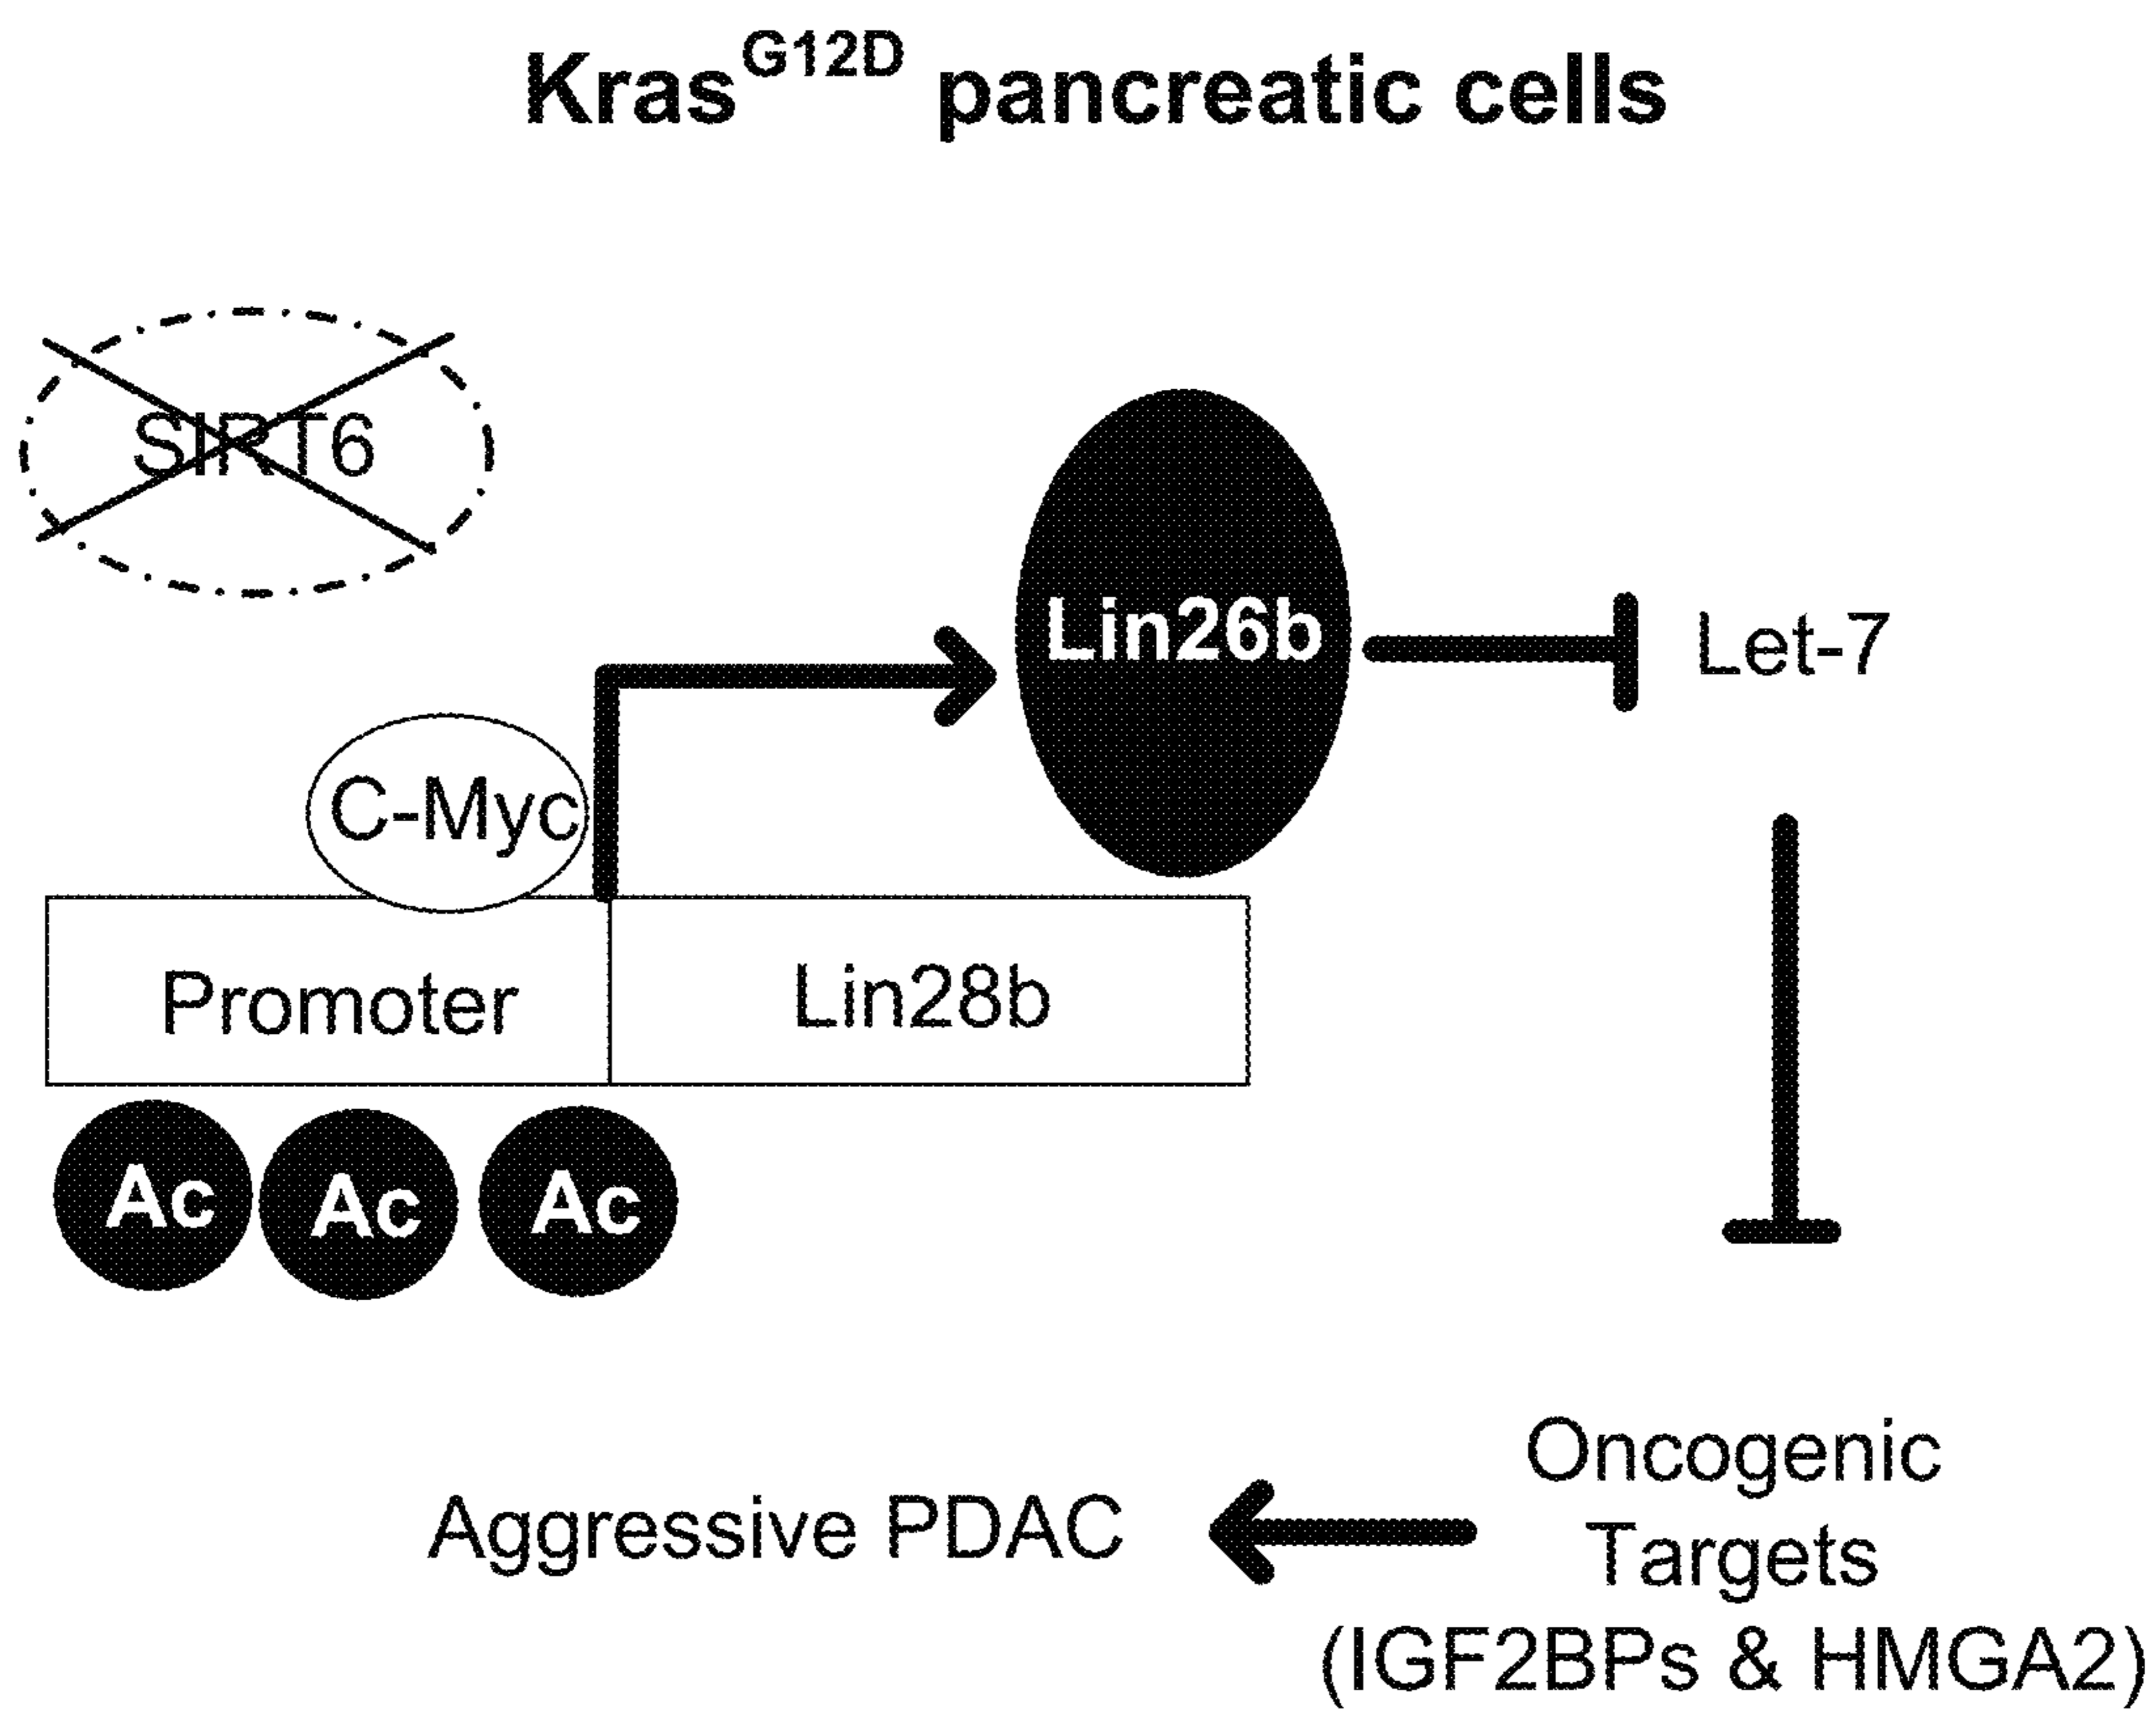 Kras^G12D pancreatic cells
SIRT6
Lin26b
Let-7
C-Myc
Promoter
Lin28b
Ac
Ac
Ac
Aggressive PDAC
Oncogenic
Targets
(IGF2BPs & HMGA2)